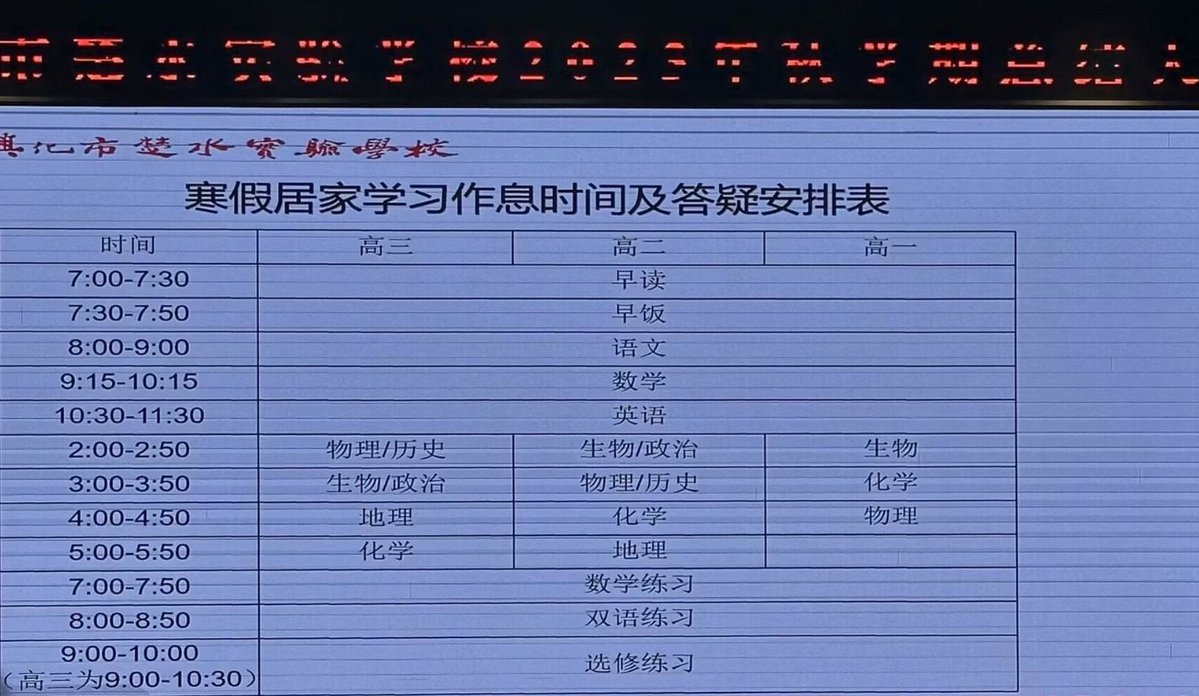 市楚水实验学校2023年秋学期总结大
兴化市楚水实验学校
寒假居家学习作息时间及答疑安排表
时间 高三 高二 高一
7:00-7:30 早读
7:30-7:50 早饭
8:00-9:00 语文
9:15-10:15 数学
10:30-11:30 英语
2:00-2:50 物理/历史 生物/政治 生物
3:00-3:50 生物/政治 物理/历史 化学
4:00-4:50 地理 化学 物理
5:00-5:50 化学 地理
7:00-7:50 数学练习
8:00-8:50 双语练习
9:00-10:00
(高三为9:00-10:30) 选修练习